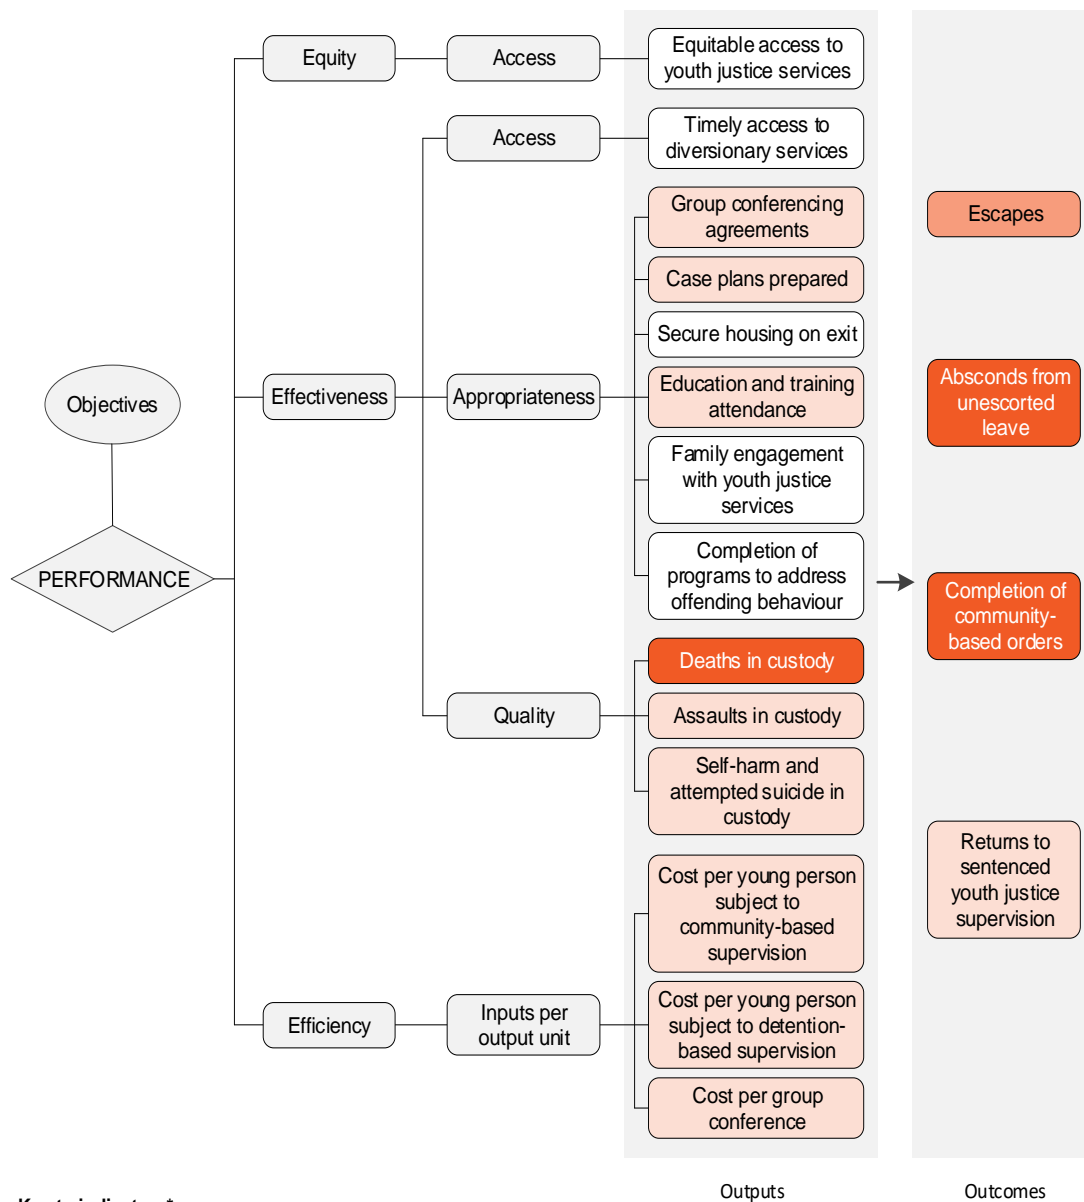 Equity
Access
Equitable access to
youth justice services
Access
Timely access to
diversionary services
Group conferencing
agreements
Escapes
Case plans prepared
Secure housing on exit
Objectives
Effectiveness
Appropriateness
Education and training
attendance
Absconds from
unescorted
leave
Family engagement
with youth justice
services
PERFORMANCE
Completion of
programs to address
offending behaviour
Completion of
community-
based orders
Deaths in custody
Quality
Assaults in custody
Self-harm and
attempted suicide in
custody
Returns to
sentenced
youth justice
supervision
Cost per young person
subject to
community-based
supervision
Efficiency
Inputs per
output unit
Cost per young person
subject to detention-
based supervision
Cost per group
conference
Outputs
Outcomes